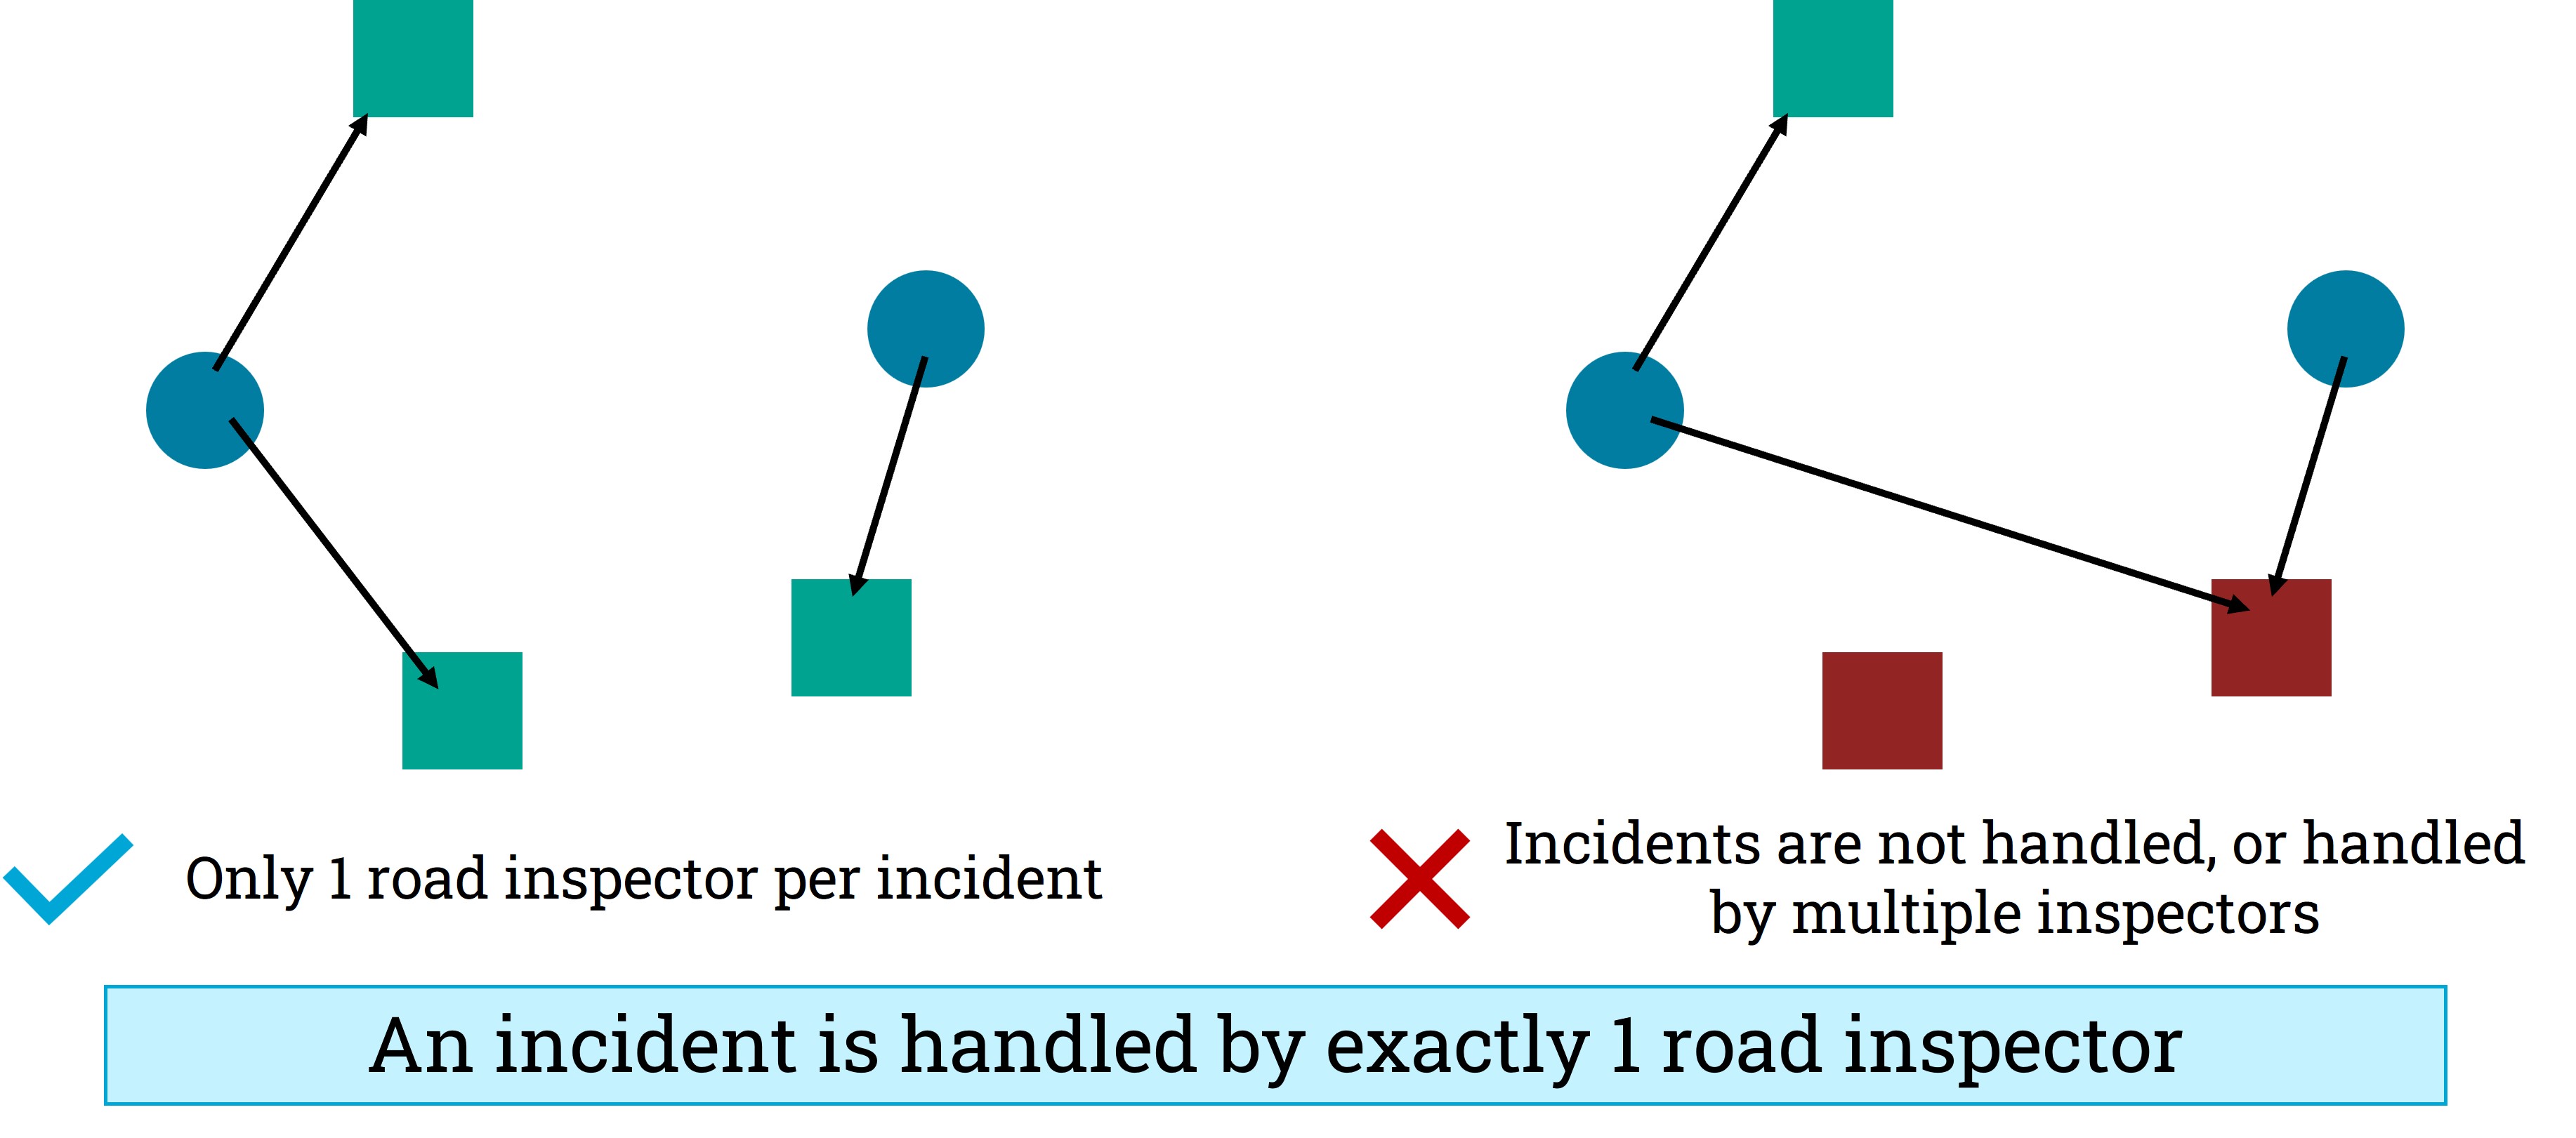 Only 1 road inspector per incident
Incidents are not handled, or handled
by multiple inspectors
An incident is handled by exactly 1 road inspector